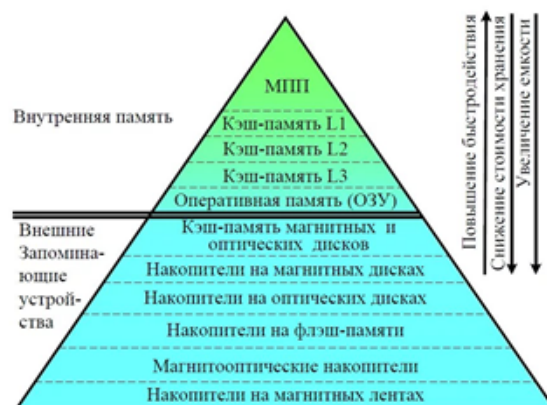 МПП
Внутренняя память
Кэш-память L1
Кэш-память L2
Кэш-память L3
Оперативная память (ОЗУ)
Внешние
Запомина-
ющие
устрой-
ства
Кэш-память магнитных и
оптических дисков
Накопители на магнитных дисках
Накопители на оптических дисках
Накопители на флэш-памяти
Магнитооптические накопители
Накопители на магнитных лентах
Повышение быстродействия
Снижение стоимости хранения
Увеличение емкости